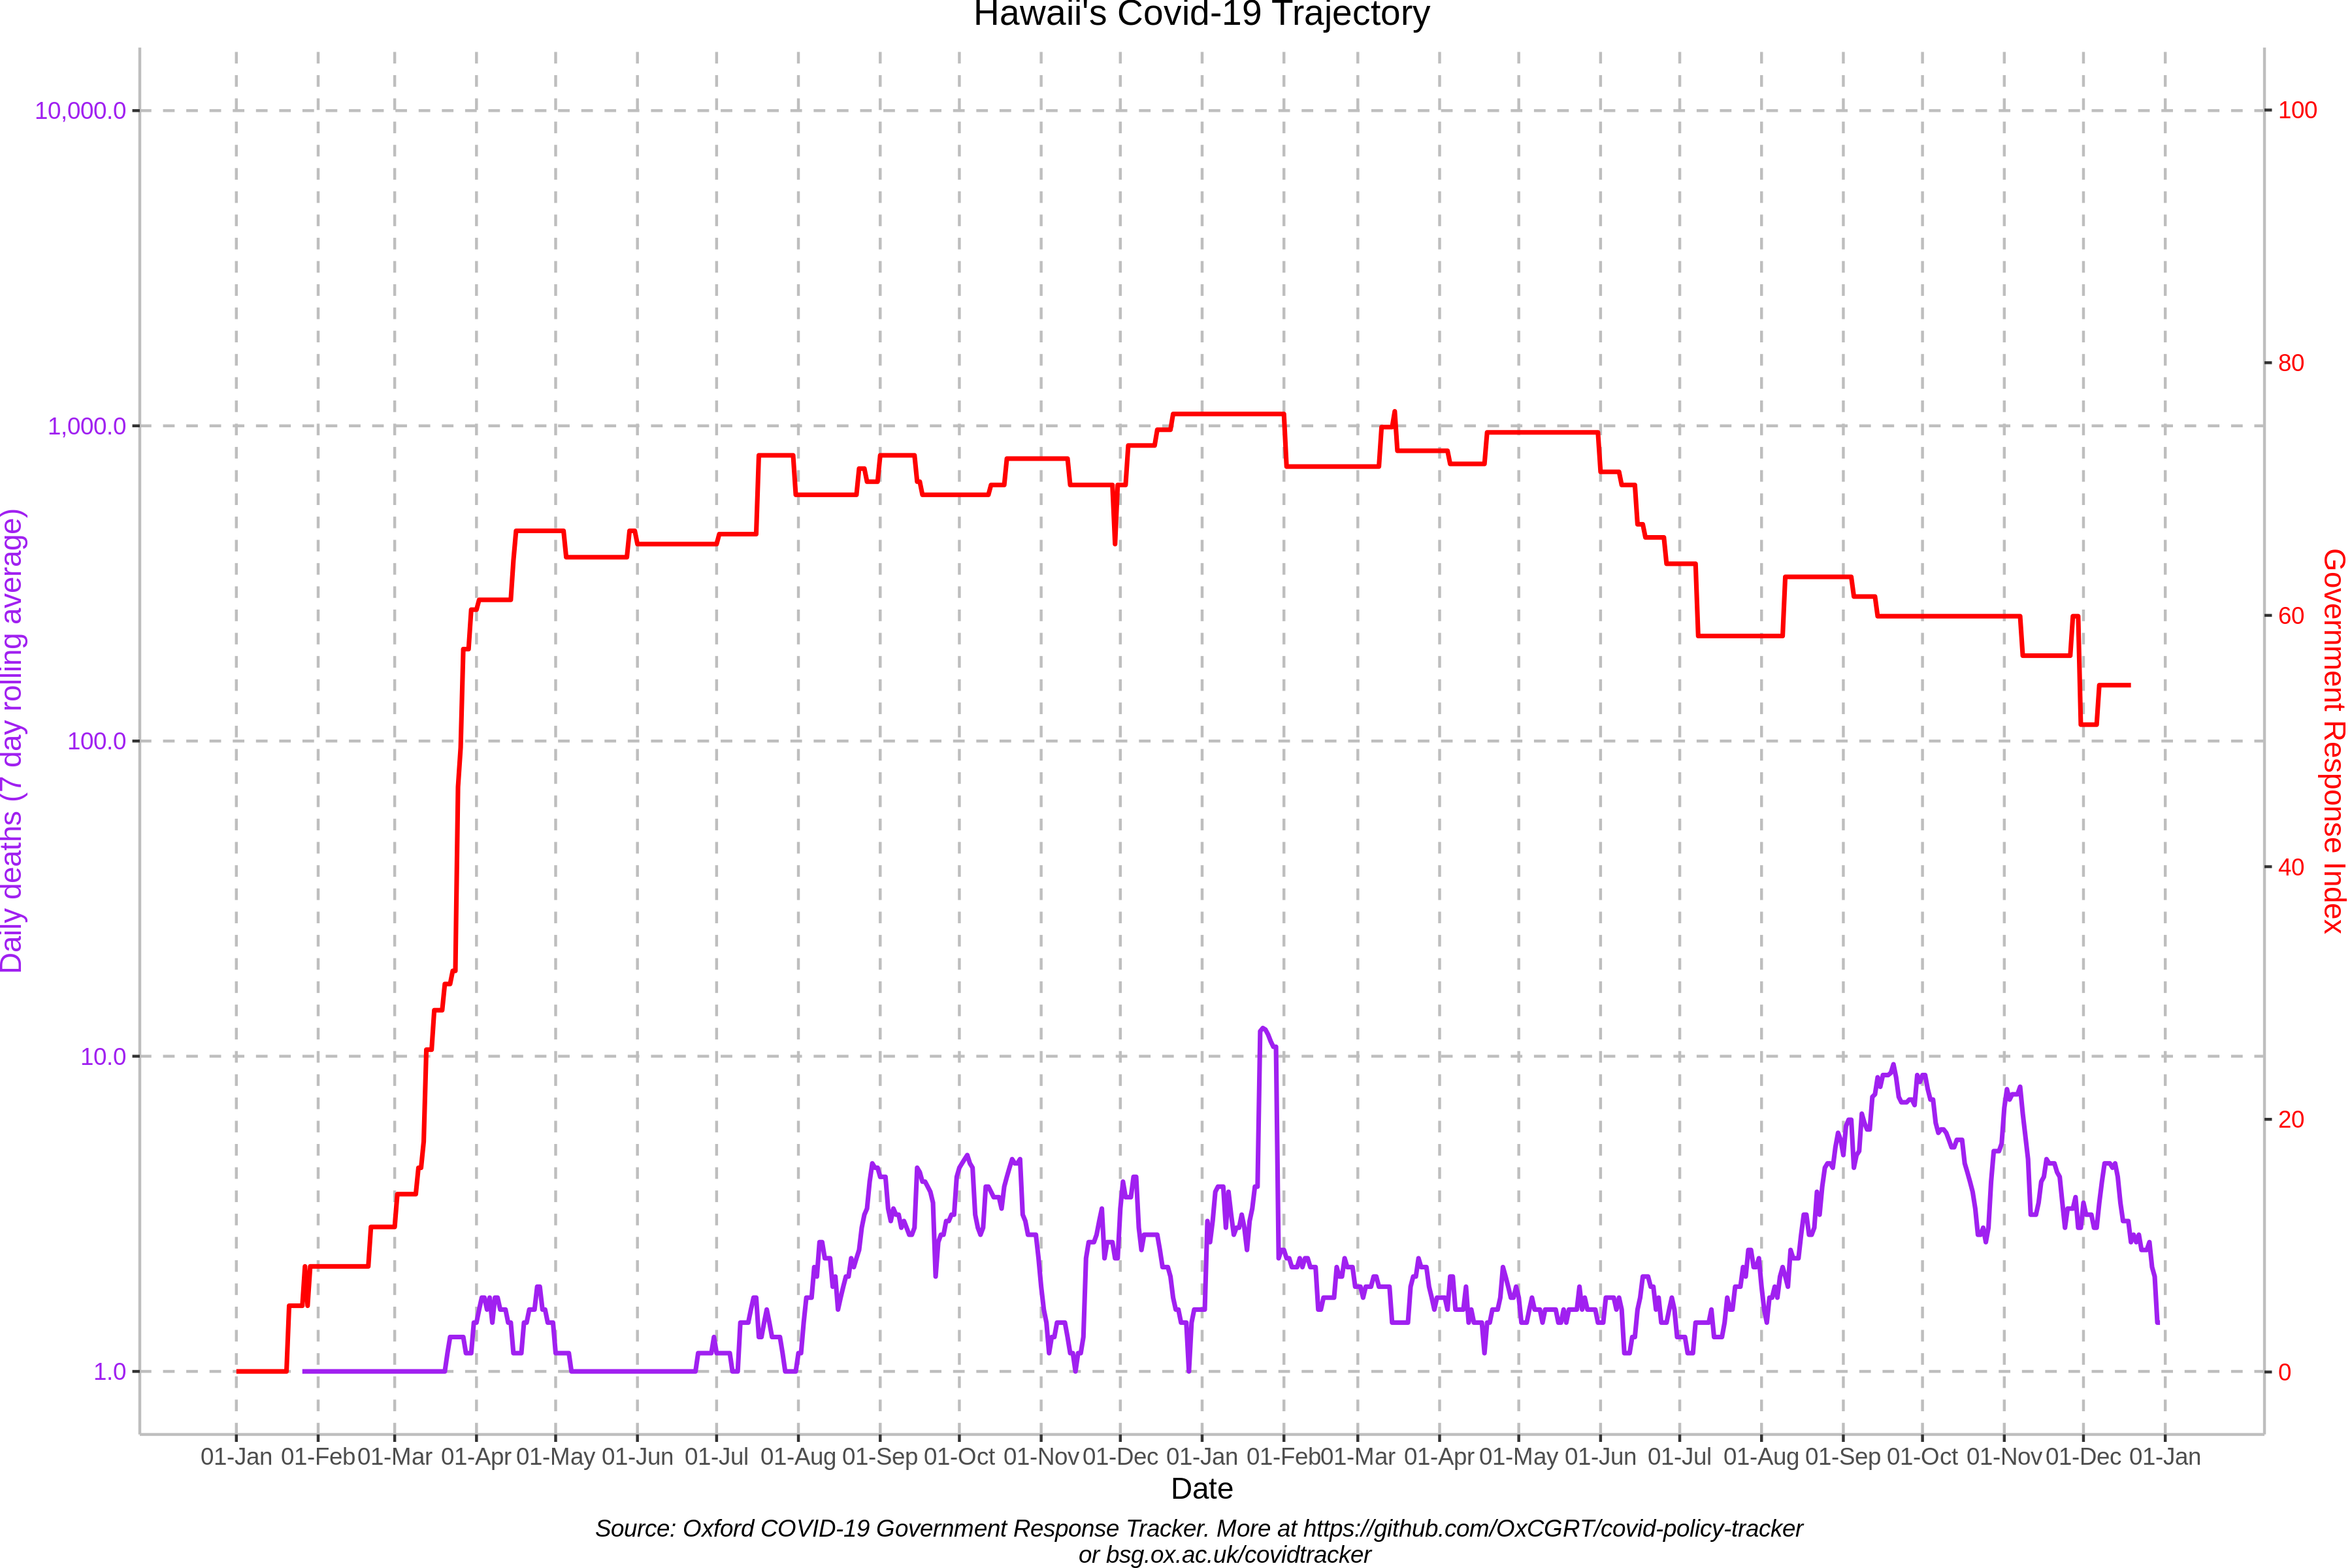 Hawaii's Covid-19 Trajectory
Daily deaths (7 day rolling average)
10,000.0
1,000.0
100.0
10.0
1.0
100
80
60
40
20
0
Government Response Index
01-Jan 01-Feb 01-Mar 01-Apr 01-May 01-Jun 01-Jul 01-Aug 01-Sep 01-Oct 01-Nov 01-Dec 01-Jan 01-Feb 01-Mar 01-Apr 01-May 01-Jun 01-Jul 01-Aug 01-Sep 01-Oct 01-Nov 01-Dec 01-Jan
Date
Source: Oxford COVID-19 Government Response Tracker. More at https://github.com/OxCGRT/covid-policy-tracker
or bsg.ox.ac.uk/covidtracker